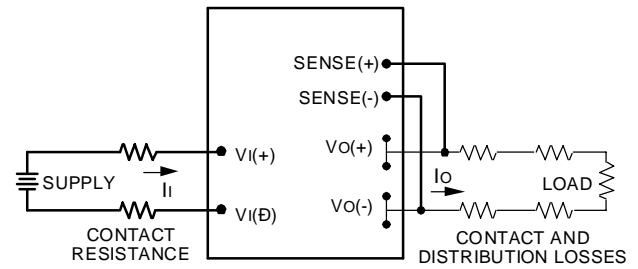 SENSE(+)
SENSE(-)
VI(+)
VO(+)
SUPPLY
II
IO
LOAD
VI(Ð)
VO(-)
CONTACT
RESISTANCE
CONTACT AND
DISTRIBUTION LOSSES